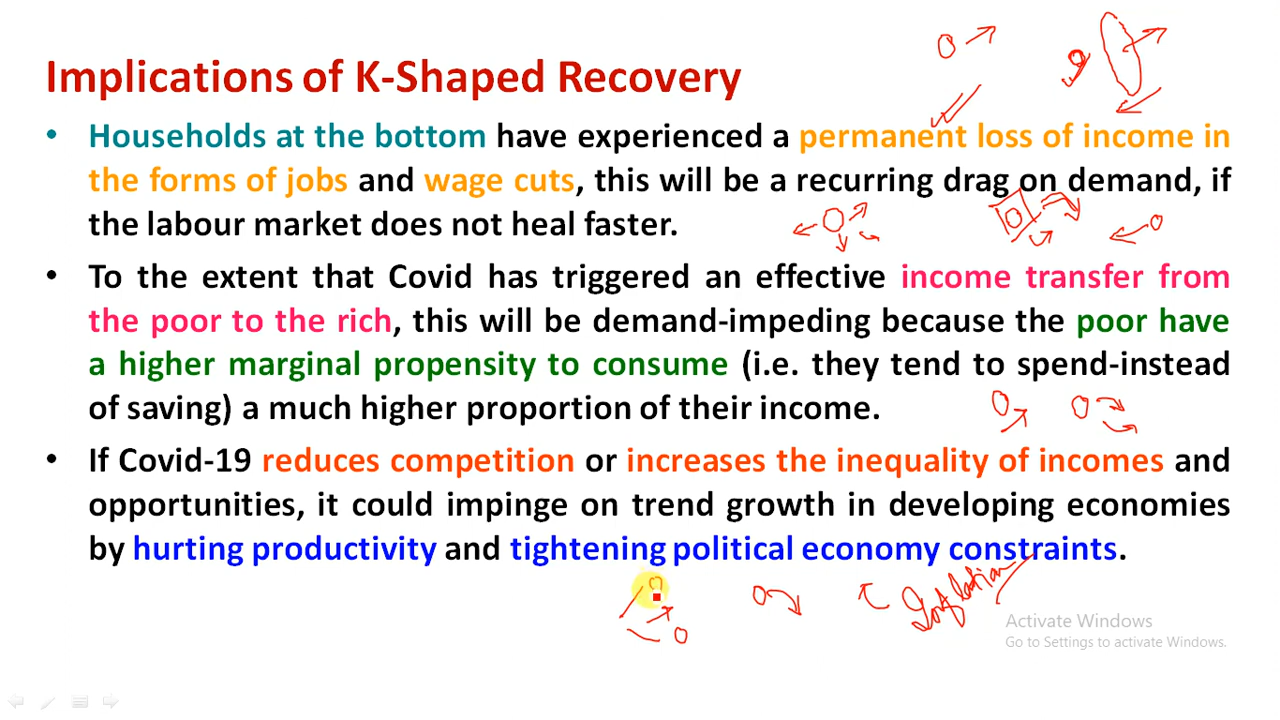 Implications of K-Shaped Recovery
• Households at the bottom have experienced a permanent loss of income in
the forms of jobs and wage cuts, this will be a recurring drag on demand, if
the labour market does not heal faster.
• To the extent that Covid has triggered an effective income transfer from
the poor to the rich, this will be demand-impeding because the poor have
a higher marginal propensity to consume (i.e. they tend to spend-instead
of saving) a much higher proportion of their income.
• If Covid-19 reduces competition or increases the inequality of incomes and
opportunities, it could impinge on trend growth in developing economies
by hurting productivity and tightening political economy constraints.
Inflation
Activate Windows
Go to Settings to activate Windows.